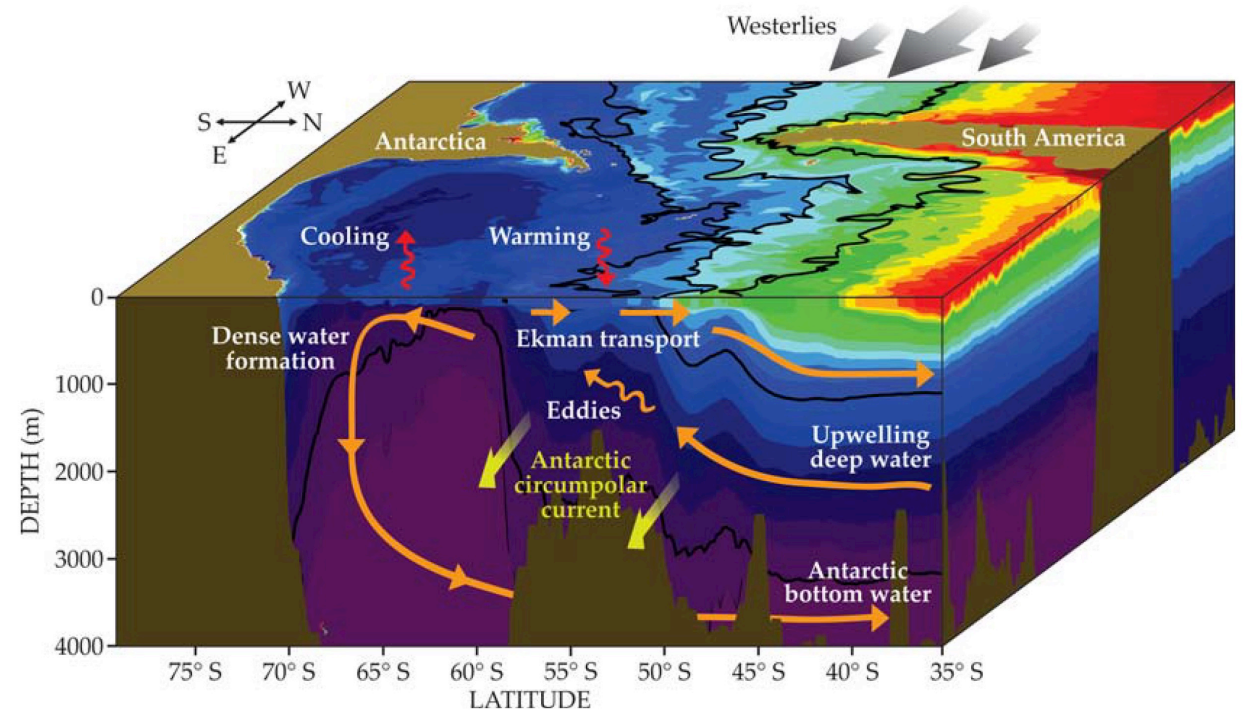 Westerlies
W
S
N
E
Antarctica
South America
Cooling
Warming
0
Dense water
formation
Ekman transport
1000
Eddies
Upwelling
deep water
DEPTH (m)
2000
Antarctic
circumpolar
current
3000
Antarctic
bottom water
4000
75° S 70° S 65° S 60° S 55° S 50° S 45° S 40° S 35° S
LATITUDE